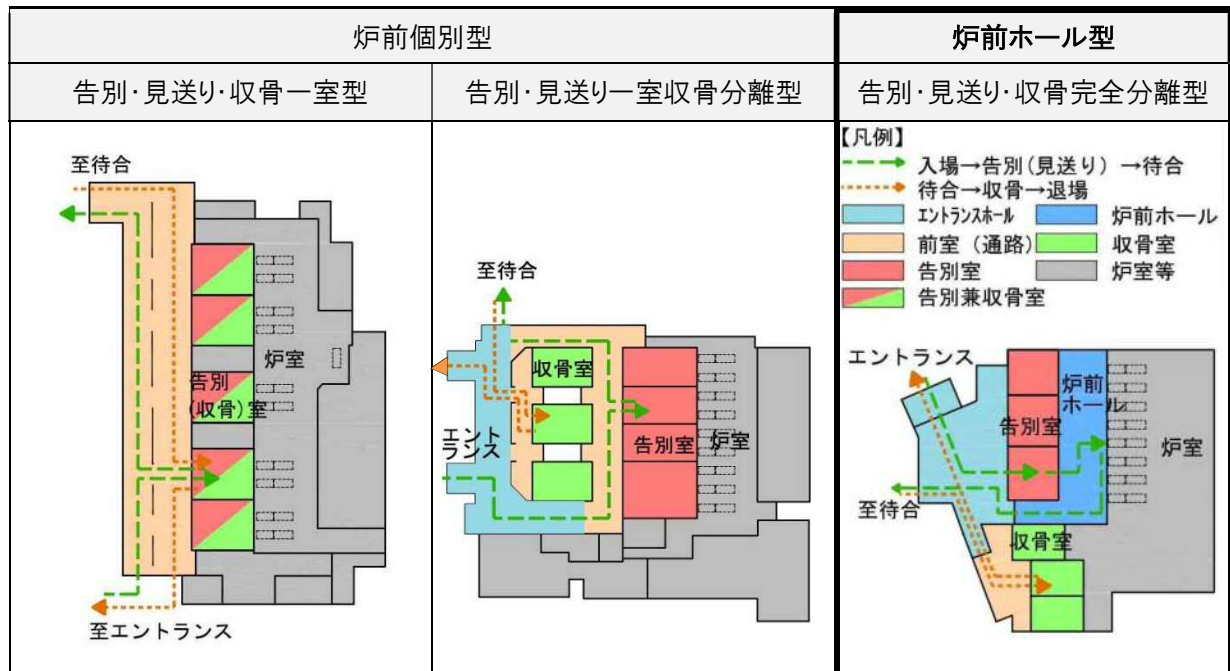 炉前個別型
炉前ホール型
告別・見送り・収骨一室型
告別・見送り一室収骨分離型
告別・見送り・収骨完全分離型
至待合
炉室
告別
(収骨)室
至エントランス
至待合
収骨室
エント
ランス
告別室
炉室
【凡例】
入場→告別(見送り)→待合
待合→収骨→退場
エントランスホール
炉前ホール
前室(通路)
収骨室
告別室
炉室等
告別兼収骨室
エントランス
炉前
ホール
告別室
炉室
至待合
収骨室